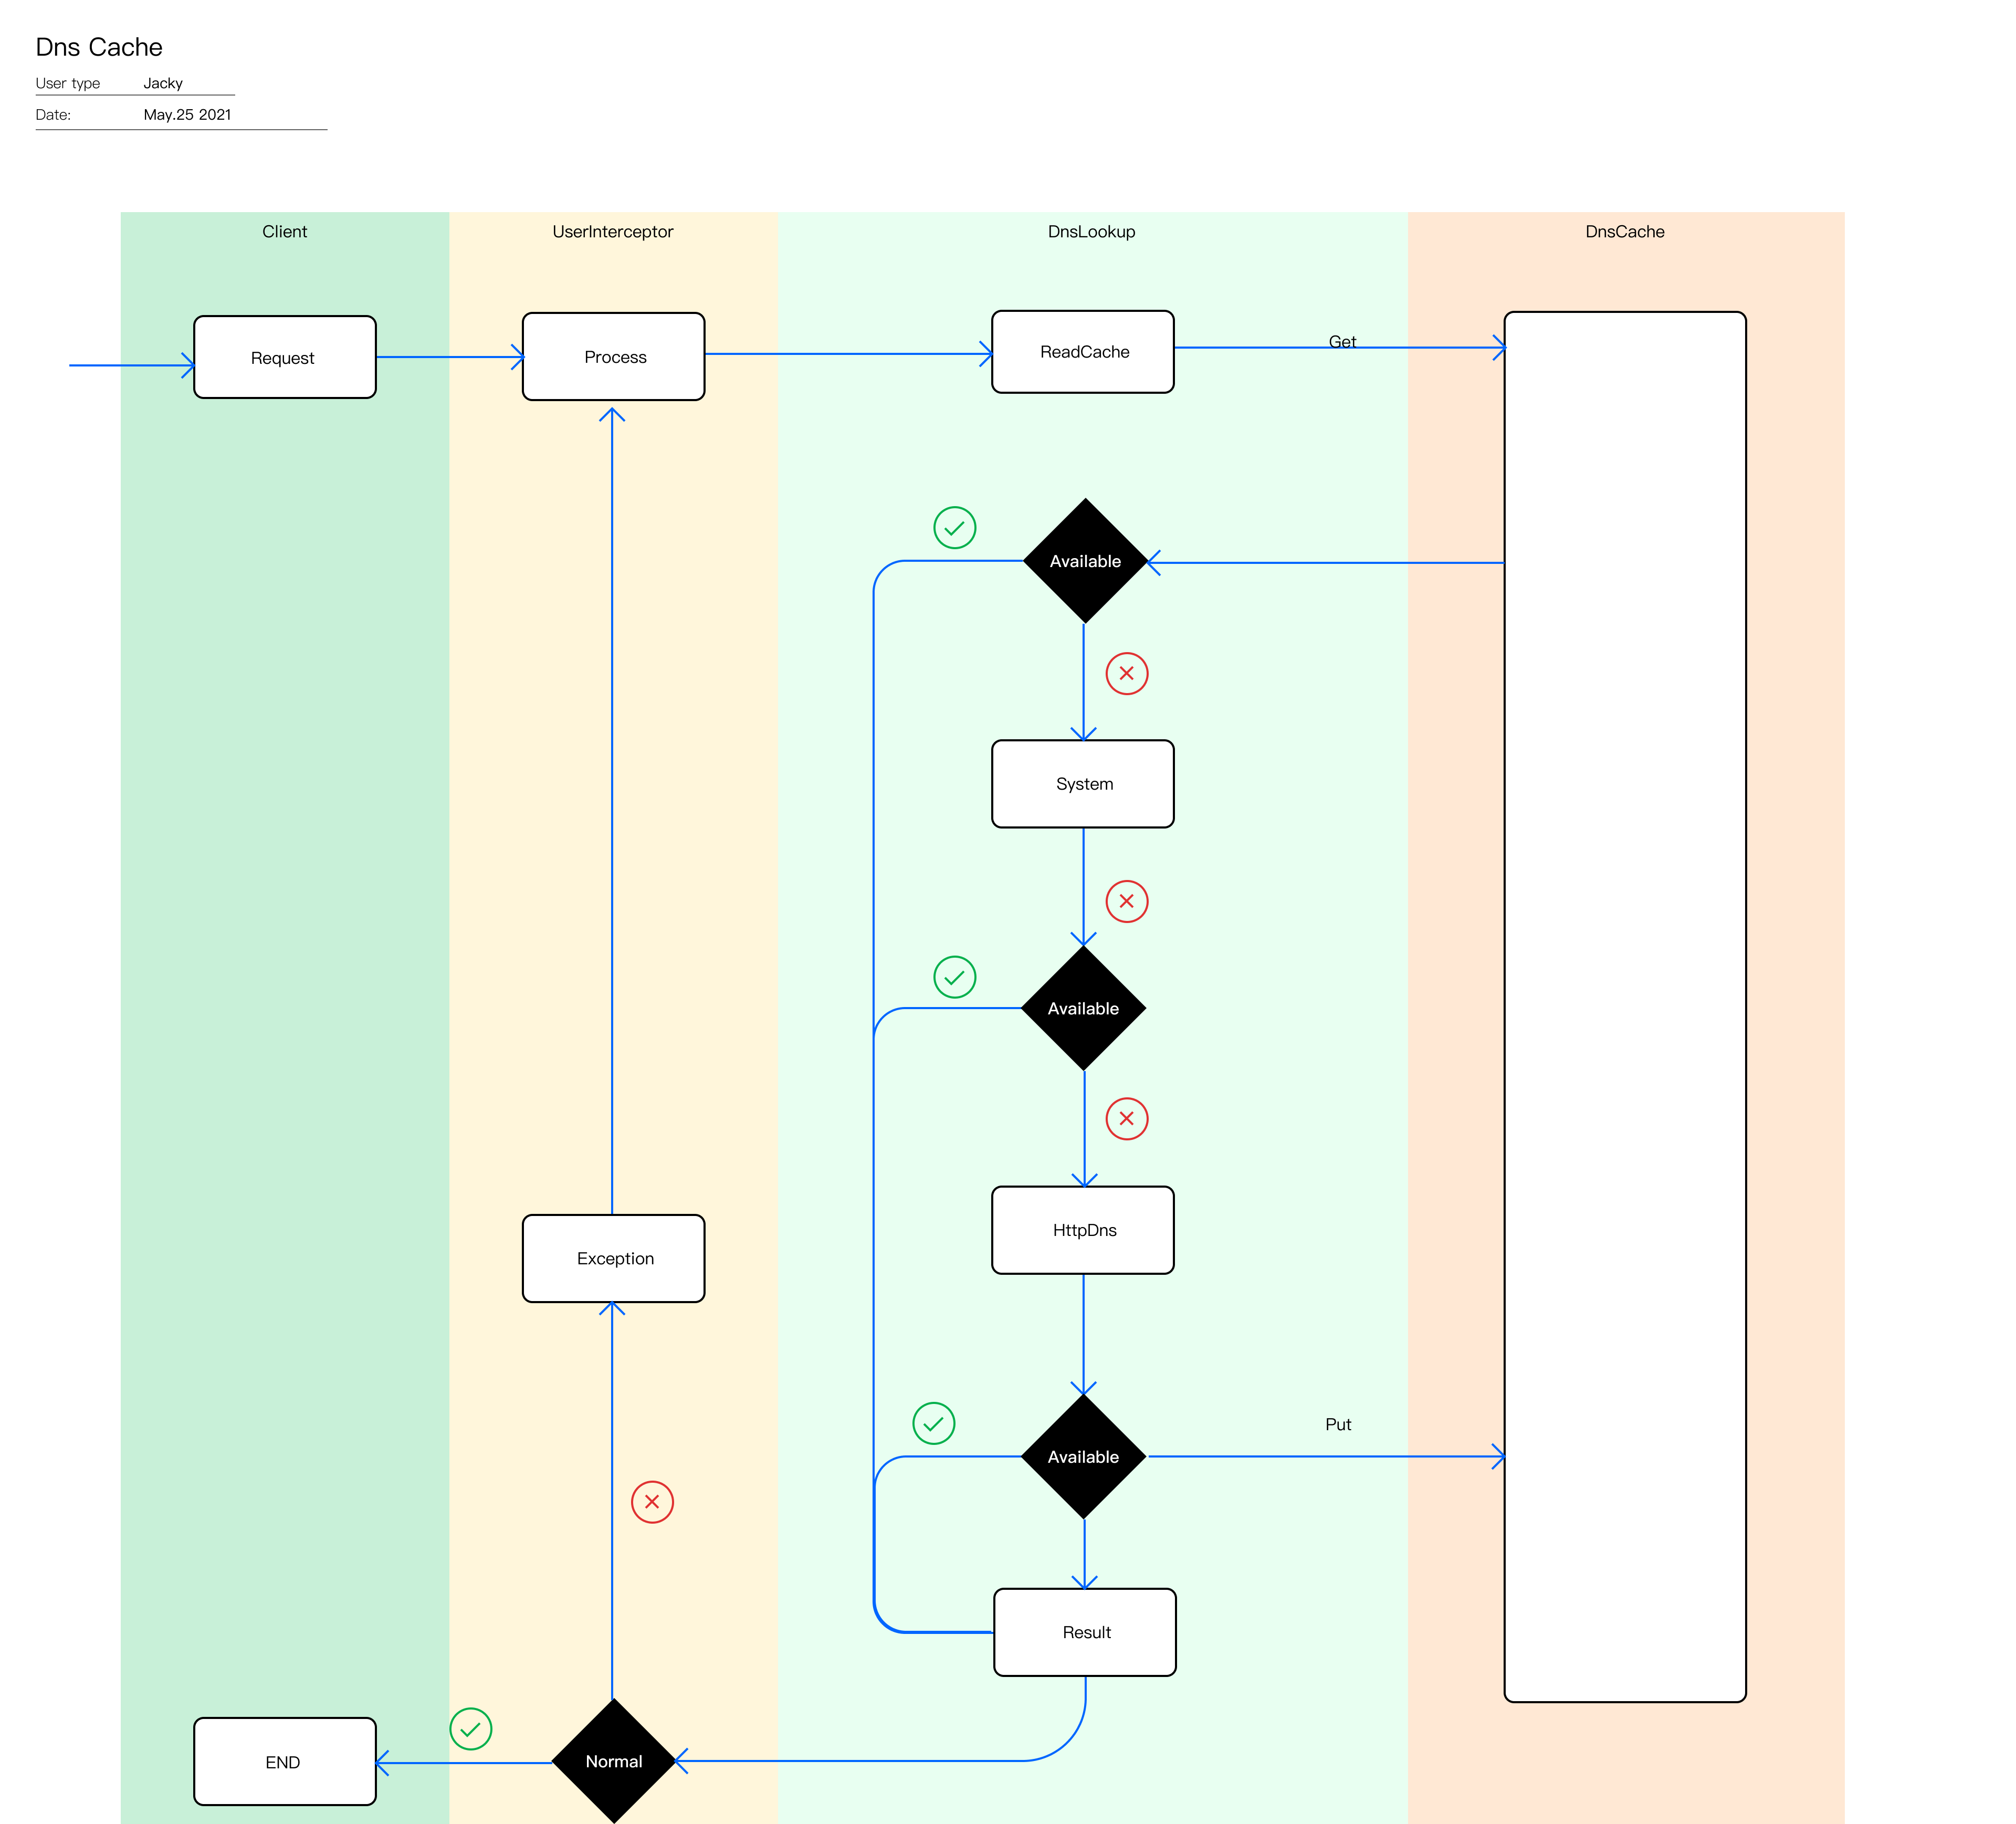 Dns Cache
User type Jacky
Date: May.25 2021
Client UserInterceptor DnsLookup DnsCache
Request Process ReadCache Get
Available
System
Available
HttpDns
Exception
Put
Available
Result
END Normal